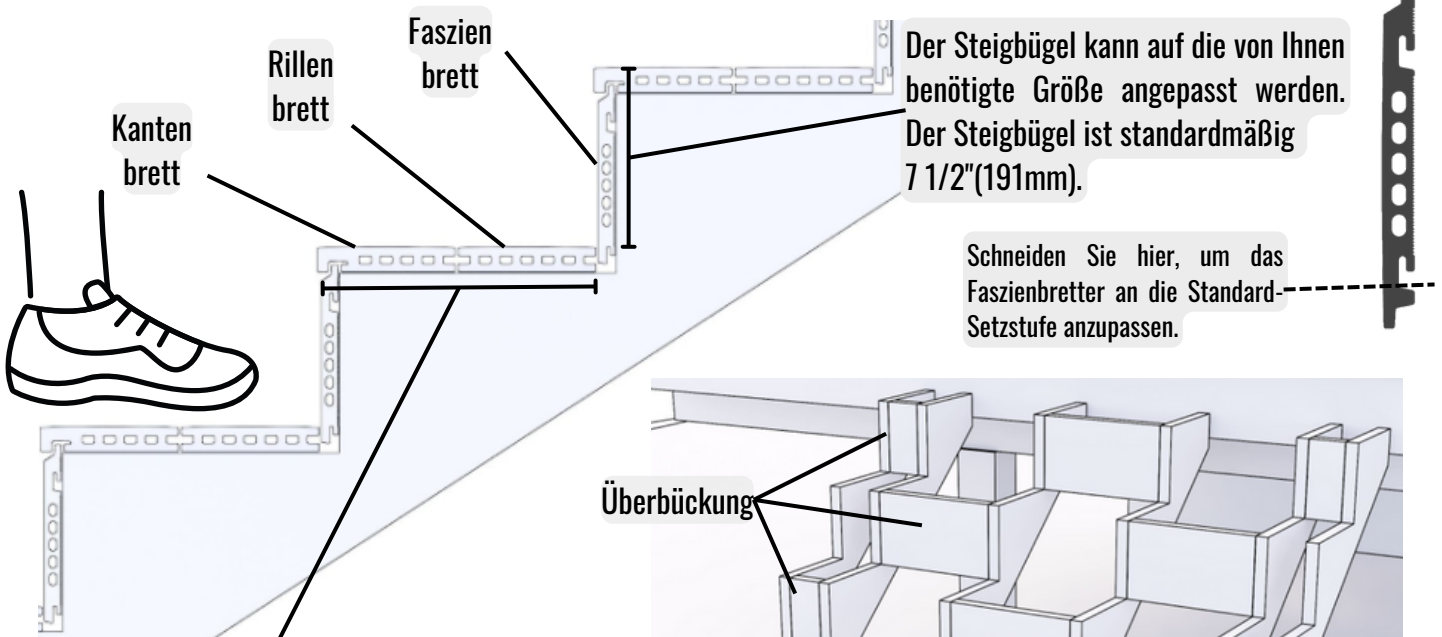 Faszien
brett
Rillen
brett
Kanten
brett
Der Steigbügel kann auf die von Ihnen
benötigte Größe angepasst werden.
Der Steigbügel ist standardmäßig
7 1/2"(191mm).
Schneiden Sie hier, um das
Faszienbretter an die Standard-
Setzstufe anzupassen.
Überbückung